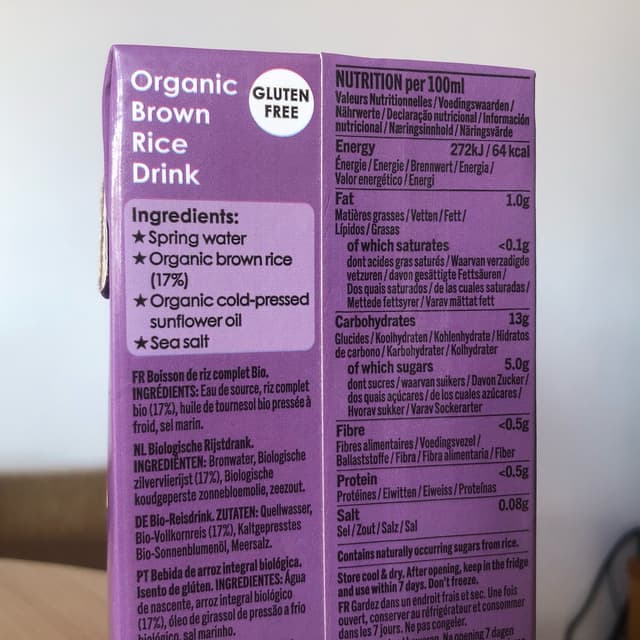 Organic
Brown
Rice
Drink
GLUTEN
FREE
Ingredients:
★ Spring water
★ Organic brown rice
(17%)
★ Organic cold-pressed
sunflower oil
★ Sea salt
FR Boisson de riz complet Bio.
INGRÉDIENTS: Eau de source, riz complet
bio (17%), huile de tournesol bio pressée à
froid, sel marin.
NL Biologische Rijstdrank.
INGREDIËNTEN: Bronwater, Biologische
zilvervlierijst (17%), Biologische
koudgeperste zonnebloemolie, zeezout.
DE Bio-Reisdrink. ZUTATEN: Quellwasser,
Bio-Vollkornreis (17%), Kaltgepresstes
Bio-Sonnenblumenöl, Meersalz.
PT Bebida de arroz integral biológica.
Isento de glúten. INGREDIENTES: Água
de nascente, arroz integral biológico
(17%), óleo de girassol de pressão a frio
biológico, sal marinho.
NUTRITION per 100ml
Valeurs Nutritionnelles / Voedingswaarden /
Nährwerte / Declaração nutricional / Información
nutricional / Næringsinnhold / Näringsvärde
Energy 272kJ / 64 kcal
Énergie / Energie / Brennwert / Energia /
Valor energético / Energi
Fat 1.0g
Matières grasses / Vetten / Fett /
Lípidos / Grasas
of which saturates <0.1g
dont acides gras saturés / Waarvan verzadigde
vetzuren / davon gesättigte Fettsäuren /
Dos quais saturados / de las cuales saturadas /
Mettede fettsyrer / Varav mättat fett
Carbohydrates 13g
Glucides / Koolhydraten / Kohlenhydrate / Hidratos
de carbono / Karbohydrater / Kolhydrater
of which sugars 5.0g
dont sucres / waarvan suikers / Davon Zucker /
dos quais açúcares / de los cuales azúcares /
Hvorav sukker / Varav Sockerarter
Fibre <0.5g
Fibres alimentaires / Voedingsvezel /
Ballaststoffe / Fibra / Fibra alimentaria / Fiber
Protein <0.5g
Protéines / Eiwitten / Eiweiss / Proteínas
Salt 0.08g
Sel / Zout / Salz / Sal
Contains naturally occurring sugars from rice.
Store cool & dry. After opening, keep in the fridge
and use within 7 days. Don't freeze.
FR Gardez dans un endroit frais et sec. Une fois
ouvert, conserver au réfrigérateur et consommer
dans les 7 jours. Ne pas congeler.